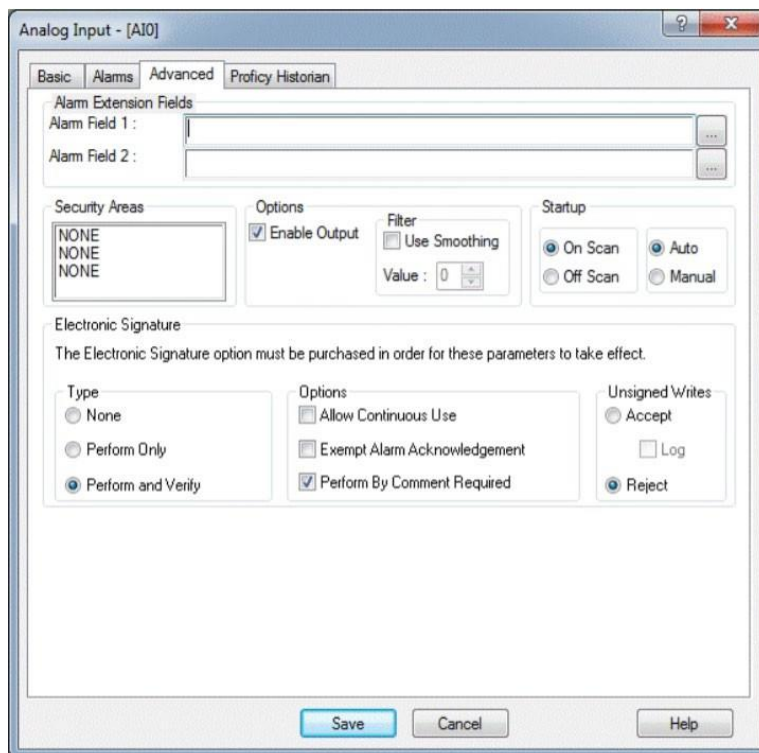 Analog Input - [AI0]
Basic Alarms Advanced Proficy Historian
Alarm Extension Fields
Alarm Field 1 :
...
Alarm Field 2 :
...
Security Areas
NONE
NONE
NONE
Options
Enable Output
Filter
Use Smoothing
Value : 0
Startup
On Scan
Off Scan
Auto
Manual
Electronic Signature
The Electronic Signature option must be purchased in order for these parameters to take effect.
Type
None
Perform Only
Perform and Verify
Options
Allow Continuous Use
Exempt Alarm Acknowledgement
Perform By Comment Required
Unsigned Writes
Accept
Log
Reject
Save Cancel Help